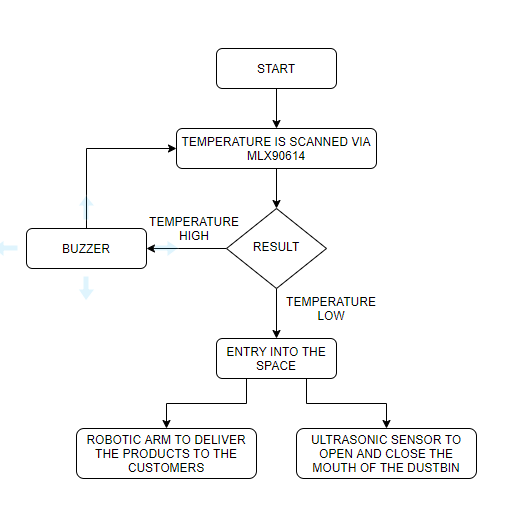 START
TEMPERATURE IS SCANNED VIA
MLX90614
TEMPERATURE
HIGH
RESULT
BUZZER
TEMPERATURE
LOW
ENTRY INTO THE
SPACE
ROBOTIC ARM TO DELIVER
THE PRODUCTS TO THE
CUSTOMERS
ULTRASONIC SENSOR TO
OPEN AND CLOSE THE
MOUTH OF THE DUSTBIN